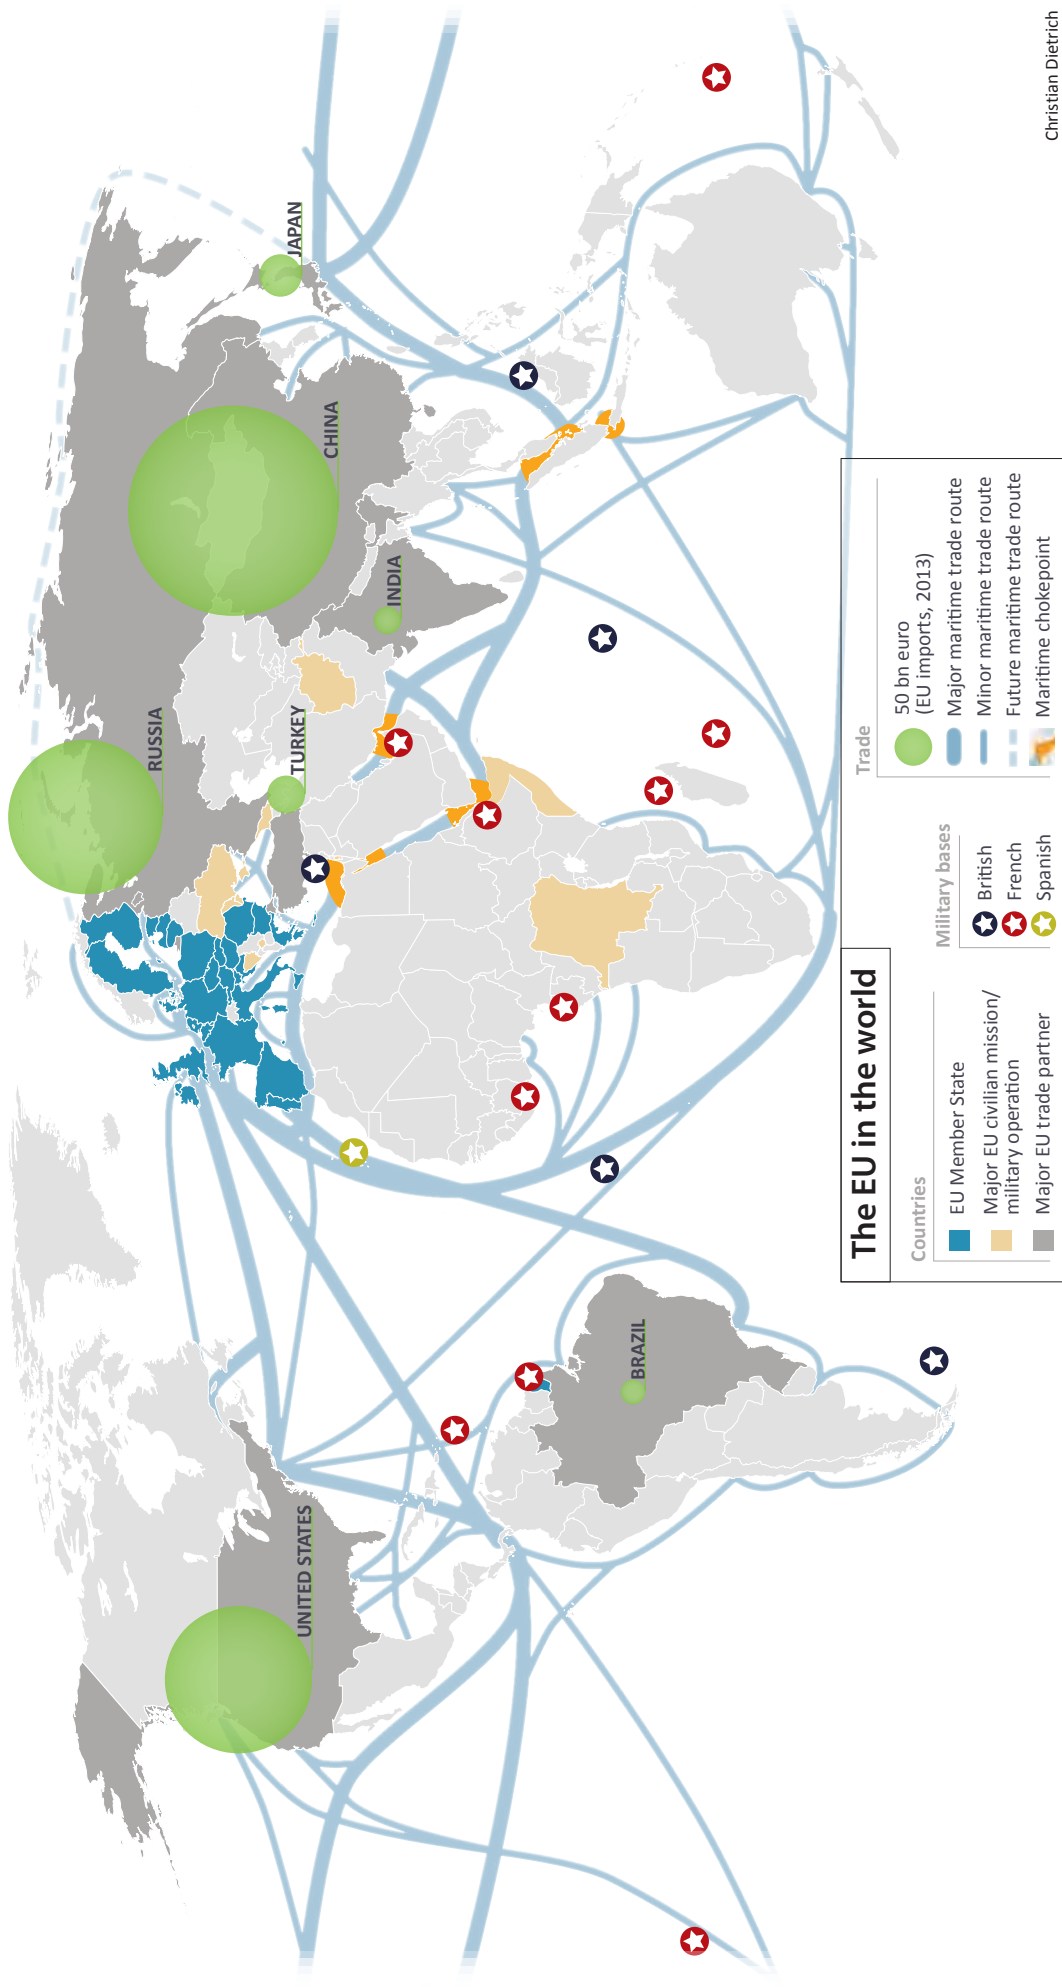 UNITED STATES
BRAZIL
RUSSIA
TURKEY
INDIA
CHINA
JAPAN
The EU in the world
Countries
EU Member State
Major EU civilian mission/
military operation
Major EU trade partner
Military bases
British
French
Spanish
Trade
50 bn euro
(EU imports, 2013)
Major maritime trade route
Minor maritime trade route
Future maritime trade route
Maritime chokepoint
Christian Dietrich